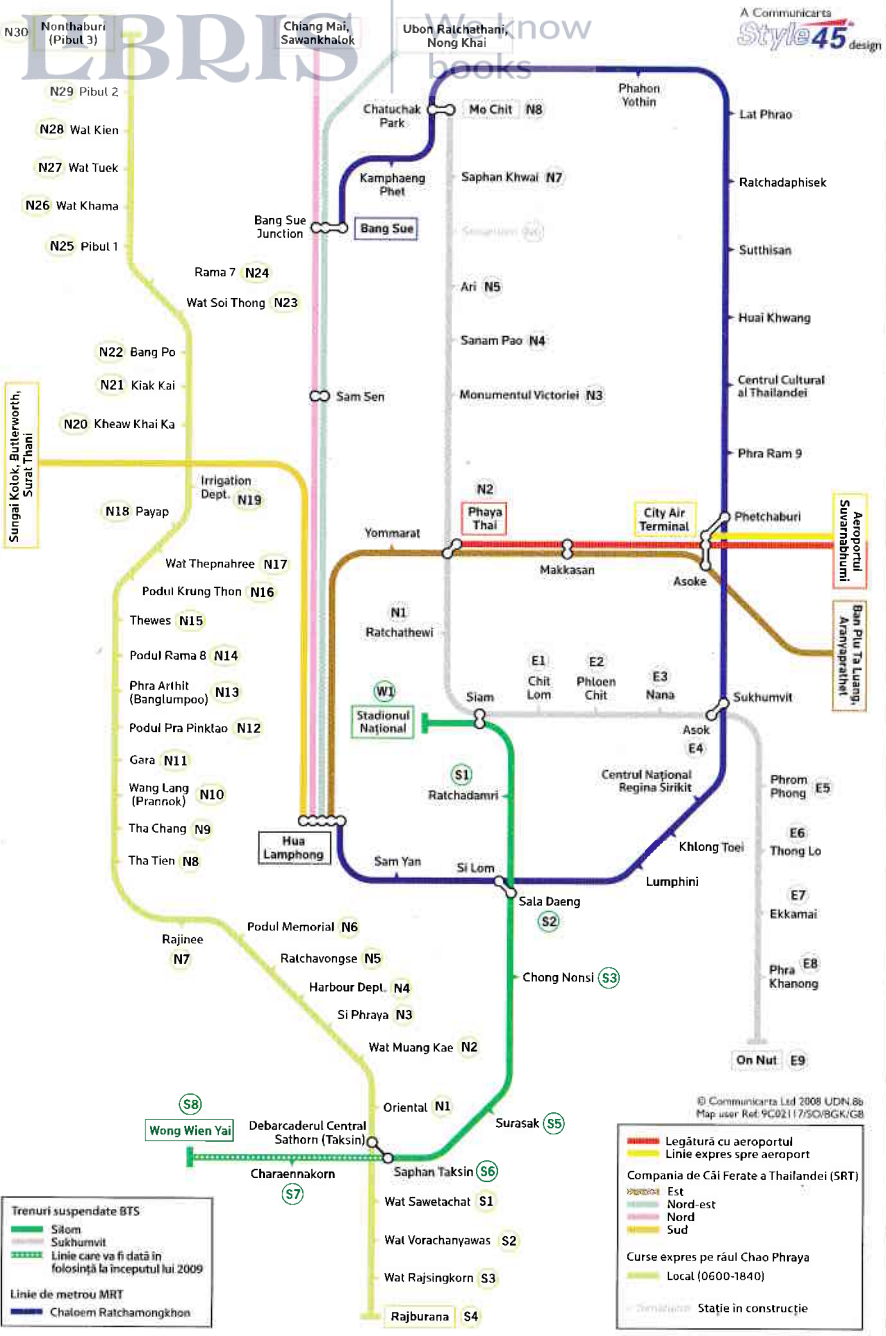 LBRIS
We know
books
A Communicarta
Style 45 design
N30 Nonthaburi
(Pibul 3)
Chiang Mai,
Sawankhalok
Ubon Ratchathani,
Nong Khai
N29 Pibul 2
N28 Wat Kien
N27 Wat Tuek
N26 Wat Khama
N25 Pibul 1
Rama 7 N24
Wat Soi Thong N23
N22 Bang Po
N21 Kiak Kai
N20 Kheaw Khai Ka
Irrigation
Dept. N19
N18 Payap
Wat Thepnahree N17
Podul Krung Thon N16
Thewes N15
Podul Rama 8 N14
Phra Arthit
(Banglumpoo) N13
Podul Pra Pinklao N12
Gara N11
Wang Lang
(Prannok) N10
Tha Chang N9
Tha Tien N8
Rajinee
N7
Podul Memorial N6
Ratchavongse N5
Harbour Dept. N4
Si Phraya N3
Wat Muang Kae N2
Oriental N1
Debarcaderul Central
Sathorn (Taksin)
Wat Sawetachat S1
Wat Vorachanyawas S2
Wat Rajsingkorn S3
Rajburana S4
Sungai Kolok, Butterworth,
Surat Thani
Bang Sue
Junction
Bang Sue
Kamphaeng
Phet
Chatuchak
Park
Mo Chit N8
Phahon
Yothin
Lat Phrao
Ratchadaphisek
Sutthisan
Huai Khwang
Centrul Cultural
al Thailandei
Phra Ram 9
Phetchaburi
Sukhumvit
Centrul Național
Regina Sirikit
Khlong Toei
Lumphini
Si Lom
Sam Yan
Hua
Lamphong
Sam Sen
Saphan Khwai N7
Ari N5
Sanam Pao N4
Monumentul Victoriei N3
N2
Phaya
Thai
Yommarat
Makkasan
City Air
Terminal
Asoke
Aeroportul
Suvarnabhumi
Ban Plu Ta Luang,
Aranyaprathet
N1
Ratchathewi
Siam
E1
Chit
Lom
E2
Phloen
Chit
E3
Nana
Asok
E4
Phrom
Phong E5
E6
Thong Lo
E7
Ekkamai
Phra E8
Khanong
On Nut E9
W1
Stadionul
Național
S1
Ratchadamri
Sala Daeng
S2
Chong Nonsi S3
Surasak S5
Saphan Taksin S6
Charaennakorn
S7
S8
Wong Wien Yai
© Communicarta Ltd 2008 UDN.8b
Map user Ref: 9C02117/SO/BGK/GB
Trenuri suspendate BTS
Silom
Sukhumvit
Linie care va fi dată în
folosință la începutul lui 2009
Linie de metrou MRT
Chaloem Ratchamongkhon
Legătură cu aeroportul
Linie expres spre aeroport
Compania de Căi Ferate a Thailandei (SRT)
Est
Nord-est
Nord
Sud
Curse expres pe râul Chao Phraya
Local (0600-1840)
Stație în construcție